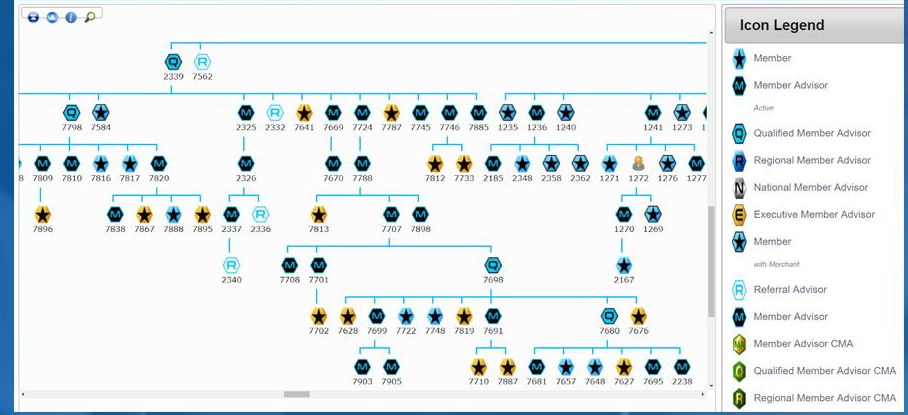 Icon Legend
2339 7562
7798 7584 2325 2332 7641 7669 7724 7787 7745 7746 7885 1235 1236 1240 1241 1273
7809 7810 7816 7817 7820 2326 7670 7788 7812 7733 2185 2348 2358 2362 1271 1272 1276 1277
7896 7838 7867 7888 7895 2337 2336 7813 7707 7898 1270 1269
2340 7708 7701 7698 2167
7702 7628 7699 7722 7748 7819 7691 7680 7676
7903 7905 7710 7887 7681 7657 7648 7627 7695 2238
Member
Member Advisor
Active
Qualified Member Advisor
Regional Member Advisor
National Member Advisor
Executive Member Advisor
Member
with Merchant
Referral Advisor
Member Advisor
Member Advisor CMA
Qualified Member Advisor CMA
Regional Member Advisor CMA